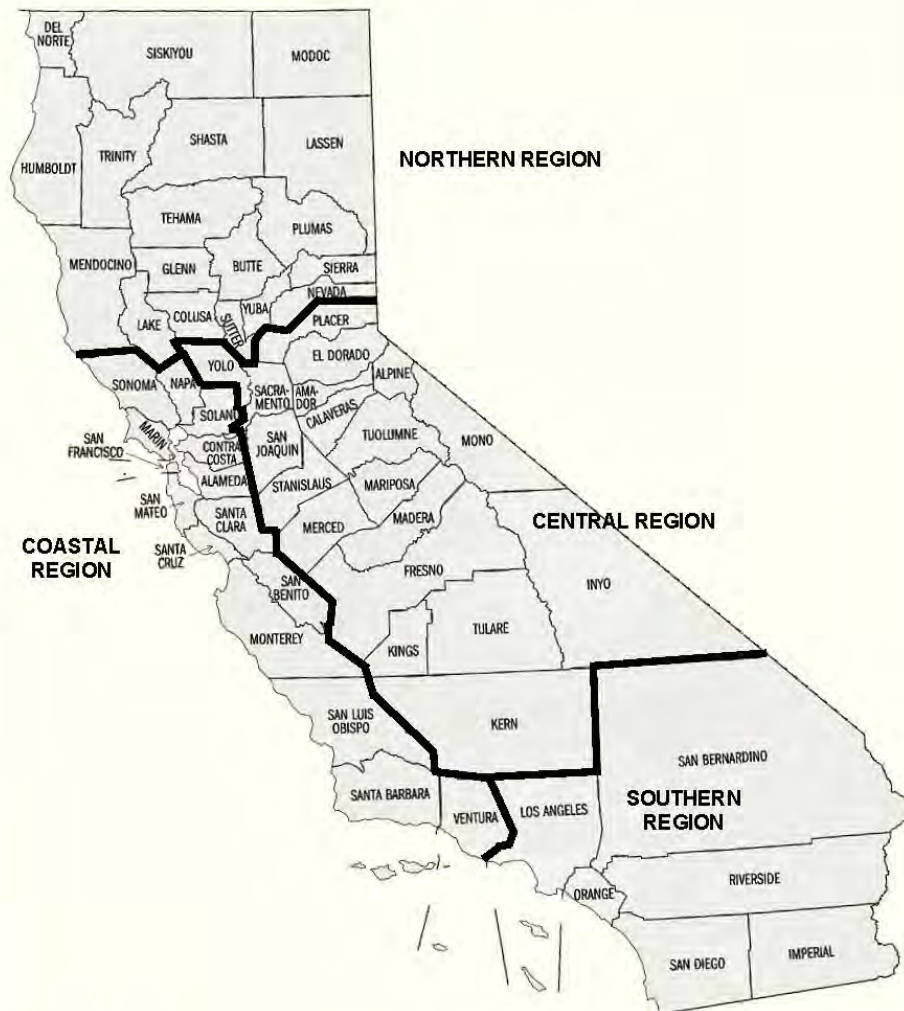 DEL
NORTE
SISKIYOU
MODOC
HUMBOLDT
TRINITY
SHASTA
LASSEN
NORTHERN REGION
TEHAMA
PLUMAS
MENDOCINO
GLENN
BUTTE
SIERRA
LAKE
COLUSA
SUTTER
YUBA
NEVADA
PLACER
YOLO
EL DORADO
SONOMA
NAPA
SACRA-
MENTO
AMA-
DOR
ALPINE
SOLANO
CALAVERAS
MARIN
SAN
FRANCISCO
CONTRA
COSTA
SAN
JOAQUIN
TUOLUMNE
MONO
ALAMEDA
STANISLAUS
MARIPOSA
SAN
MATEO
SANTA
CLARA
MERCED
MADERA
CENTRAL REGION
COASTAL
REGION
SANTA
CRUZ
SAN
BENITO
FRESNO
INYO
MONTEREY
KINGS
TULARE
SAN LUIS
OBISPO
KERN
SAN BERNARDINO
SANTA BARBARA
VENTURA
LOS ANGELES
SOUTHERN
REGION
ORANGE
RIVERSIDE
SAN DIEGO
IMPERIAL